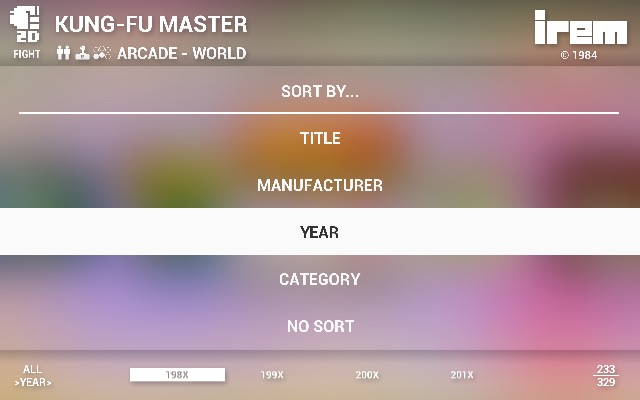 2D
FIGHT
KUNG-FU MASTER
ARCADE - WORLD
irem
© 1984
SORT BY...
TITLE
MANUFACTURER
YEAR
CATEGORY
NO SORT
ALL
>YEAR>
198X
199X
200X
201X
233
329